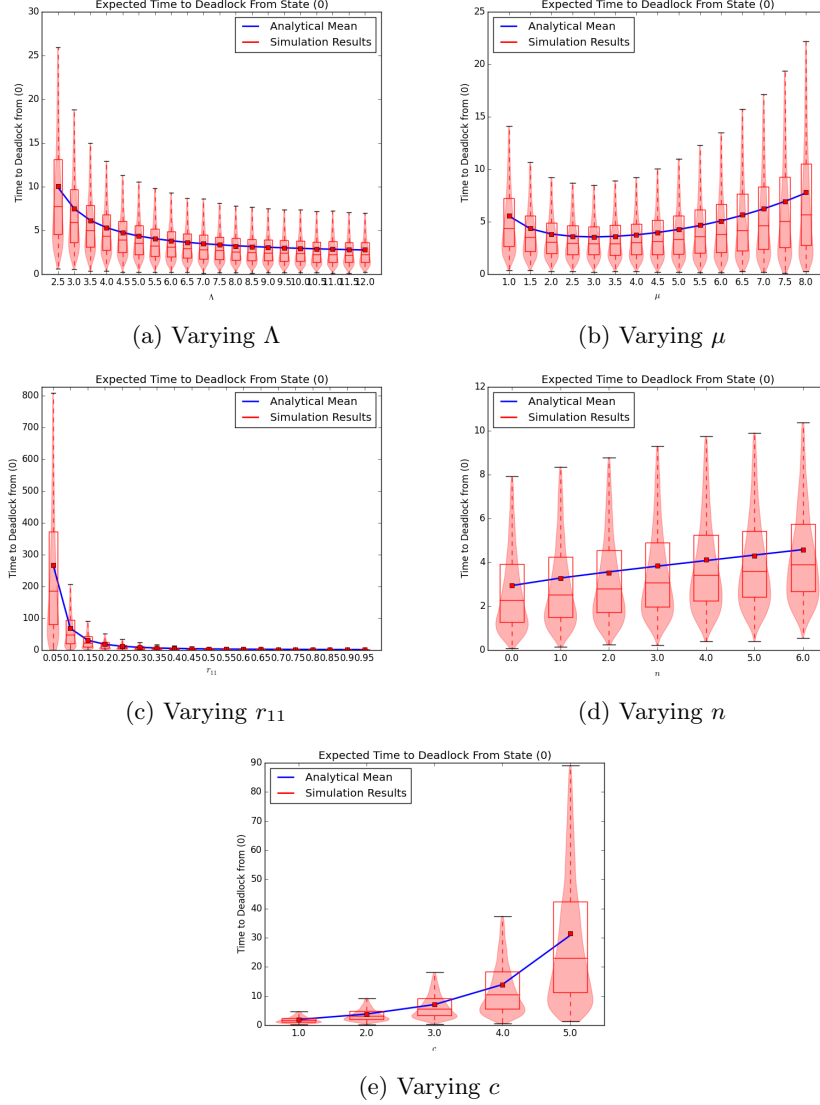 Expected Time to Deadlock From State (0)
Analytical Mean
Simulation Results
Time to Deadlock from (0)
30
25
20
15
10
5
0
2.5 3.0 3.5 4.0 4.5 5.0 5.5 6.0 6.5 7.0 7.5 8.0 8.5 9.0 9.5 10.0 10.5 11.0 11.5 12.0
Λ
(a) Varying Λ
Expected Time to Deadlock From State (0)
Analytical Mean
Simulation Results
Time to Deadlock from (0)
25
20
15
10
5
0
1.0 1.5 2.0 2.5 3.0 3.5 4.0 4.5 5.0 5.5 6.0 6.5 7.0 7.5 8.0
μ
(b) Varying μ
Expected Time to Deadlock From State (0)
Analytical Mean
Simulation Results
Time to Deadlock from (0)
800
700
600
500
400
300
200
100
0
0.05 0.1 0.15 0.2 0.25 0.3 0.35 0.4 0.45 0.5 0.55 0.6 0.65 0.7 0.75 0.8 0.85 0.9 0.95
r₁₁
(c) Varying r₁₁
Expected Time to Deadlock From State (0)
Analytical Mean
Simulation Results
Time to Deadlock from (0)
12
10
8
6
4
2
0
0.0 1.0 2.0 3.0 4.0 5.0 6.0
n
(d) Varying n
Expected Time to Deadlock From State (0)
Analytical Mean
Simulation Results
Time to Deadlock from (0)
90
80
70
60
50
40
30
20
10
0
1.0 2.0 3.0 4.0 5.0
c
(e) Varying c